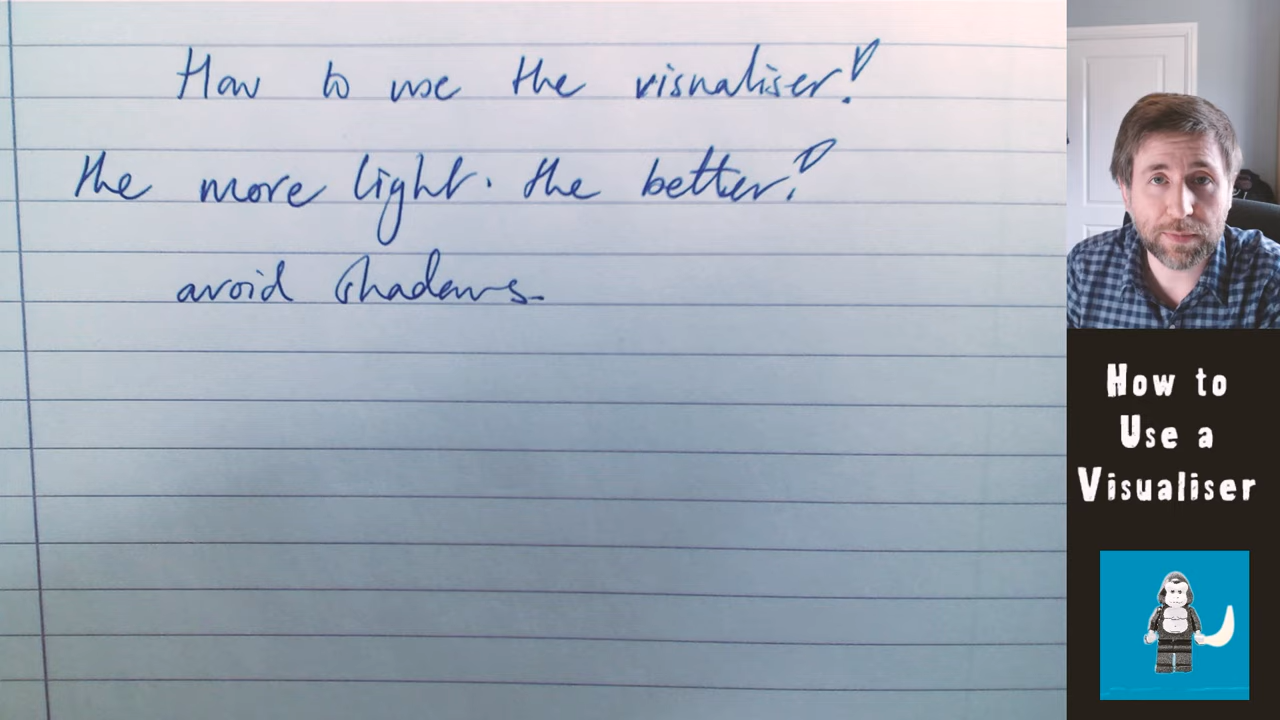 How to use the visualiser!
the more light. the better!
avoid shadows.
How to
Use a
Visualiser